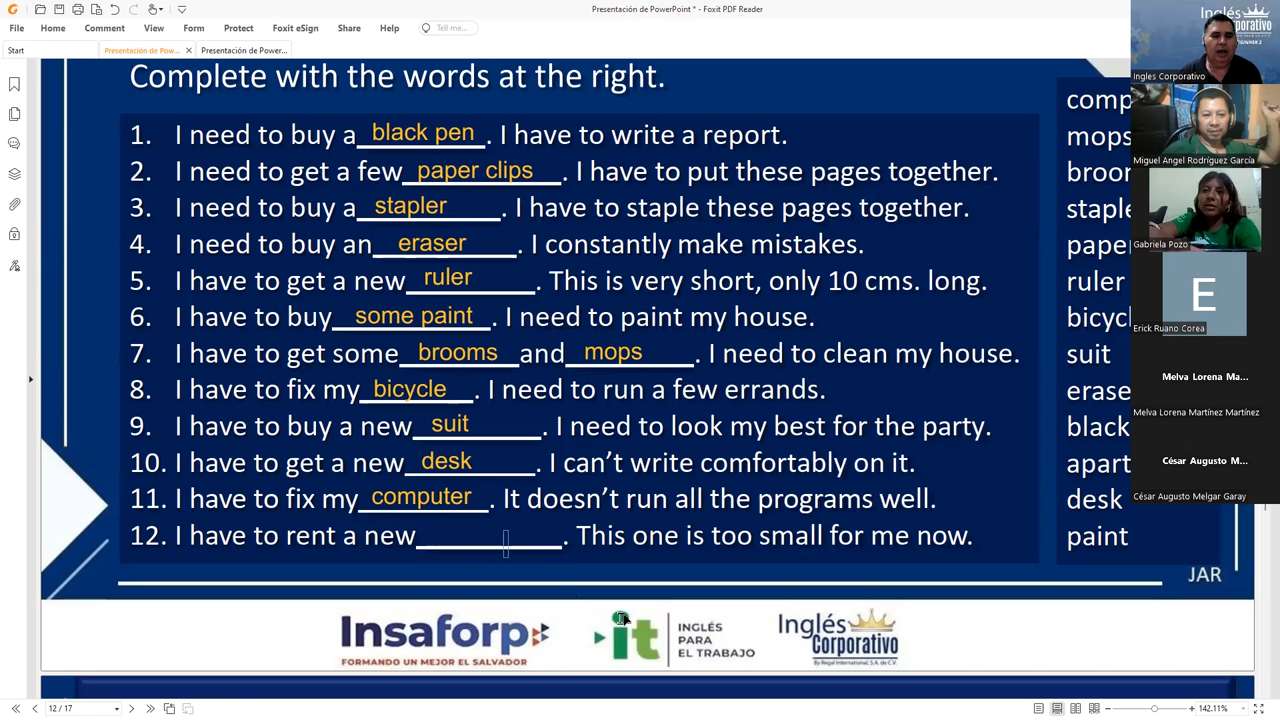 Presentación de PowerPoint * - Foxit PDF Reader
File Home Comment View Form Protect Foxit eSign Share Help Tell me...
Start Presentación de Pow... Presentación de Power...
Complete with the words at the right.
1. I need to buy a black pen. I have to write a report.
2. I need to get a few paper clips. I have to put these pages together.
3. I need to buy a stapler. I have to staple these pages together.
4. I need to buy an eraser. I constantly make mistakes.
5. I have to get a new ruler. This is very short, only 10 cms. long.
6. I have to buy some paint. I need to paint my house.
7. I have to get some brooms and mops. I need to clean my house.
8. I have to fix my bicycle. I need to run a few errands.
9. I have to buy a new suit. I need to look my best for the party.
10. I have to get a new desk. I can't write comfortably on it.
11. I have to fix my computer. It doesn't run all the programs well.
12. I have to rent a new____________. This one is too small for me now.
comp
mops
broor
staple
paper
ruler
bicycl
suit
erase
black
apart
desk
paint
JAR
Insaforp
FORMANDO UN MEJOR EL SALVADOR
it
INGLÉS
PARA
EL TRABAJO
Inglés
Corporativo
By Regal International, S.A. de C.V.
Inglés
Corporativo
Ingles Corporativo
Miguel Angel Rodríguez García
Gabriela Pozo
E
Erick Ruano Corea
Melva Lorena Ma...
Melva Lorena Martínez Martínez
César Augusto M...
César Augusto Melgar Garay
12 / 17
142.11%